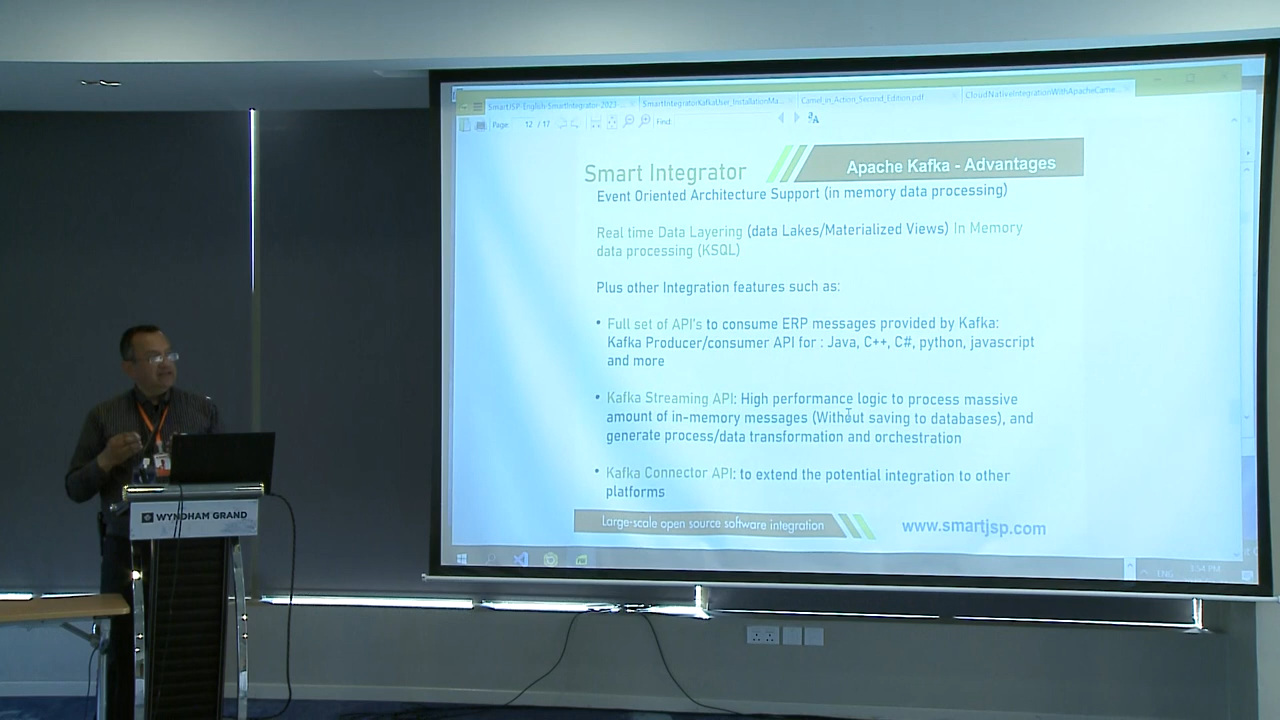 SmartJSP-English-SmartIntegrator-2023
SmartIntegratorKafkaUser_InstallationMa...
Camel_in_Action_Second_Edition.pdf
CloudNativeIntegrationWithApacheCame...
Page: 12 / 17
Find:
Smart Integrator
Apache Kafka - Advantages
Event Oriented Architecture Support (in memory data processing)
Real time Data Layering (data Lakes/Materialized Views) In Memory
data processing (KSQL)
Plus other Integration features such as:
• Full set of API's to consume ERP messages provided by Kafka:
Kafka Producer/consumer API for : Java, C++, C#, python, javascript
and more
• Kafka Streaming API: High performance logic to process massive
amount of in-memory messages (Without saving to databases), and
generate process/data transformation and orchestration
• Kafka Connector API: to extend the potential integration to other
platforms
Large-scale open source software integration
www.smartjsp.com
ENG
3:54 PM
WYNDHAM GRAND